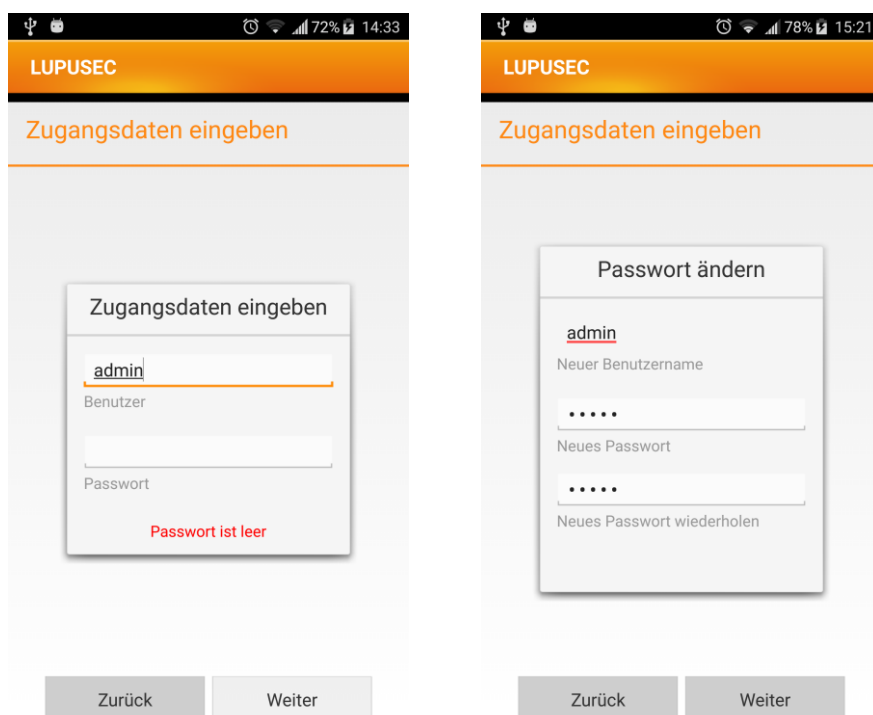 72% 14:33
LUPUSEC
Zugangsdaten eingeben
Zugangsdaten eingeben
admin
Benutzer
Passwort
Passwort ist leer
Zurück
Weiter
78% 15:21
LUPUSEC
Zugangsdaten eingeben
Passwort ändern
admin
Neuer Benutzername
•••••
Neues Passwort
•••••
Neues Passwort wiederholen
Zurück
Weiter